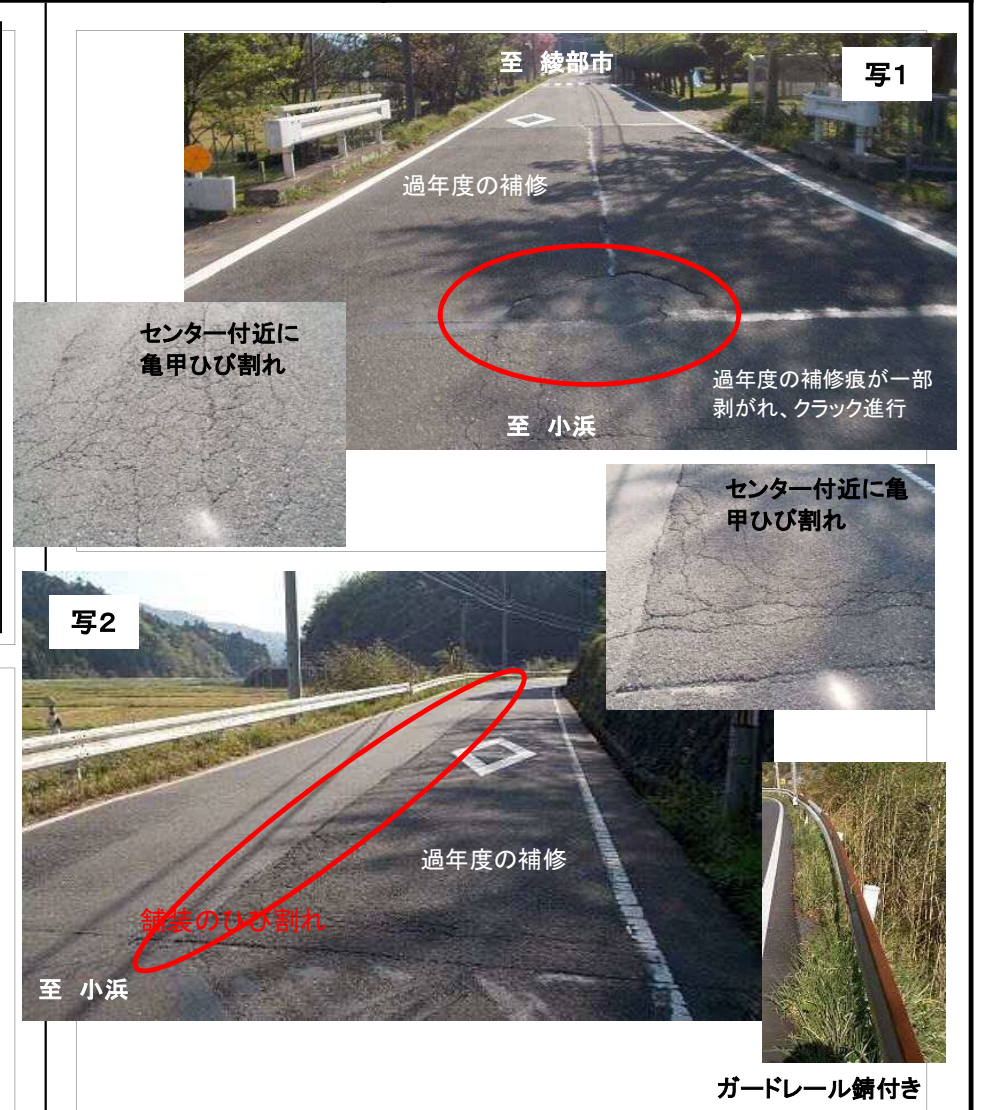 至 綾部市
写1
過年度の補修
センター付近に
亀甲ひび割れ
過年度の補修痕が一部
剥がれ、クラック進行
至 小浜
センター付近に亀
甲ひび割れ
写2
過年度の補修
舗装のひび割れ
至 小浜
ガードレール錆付き